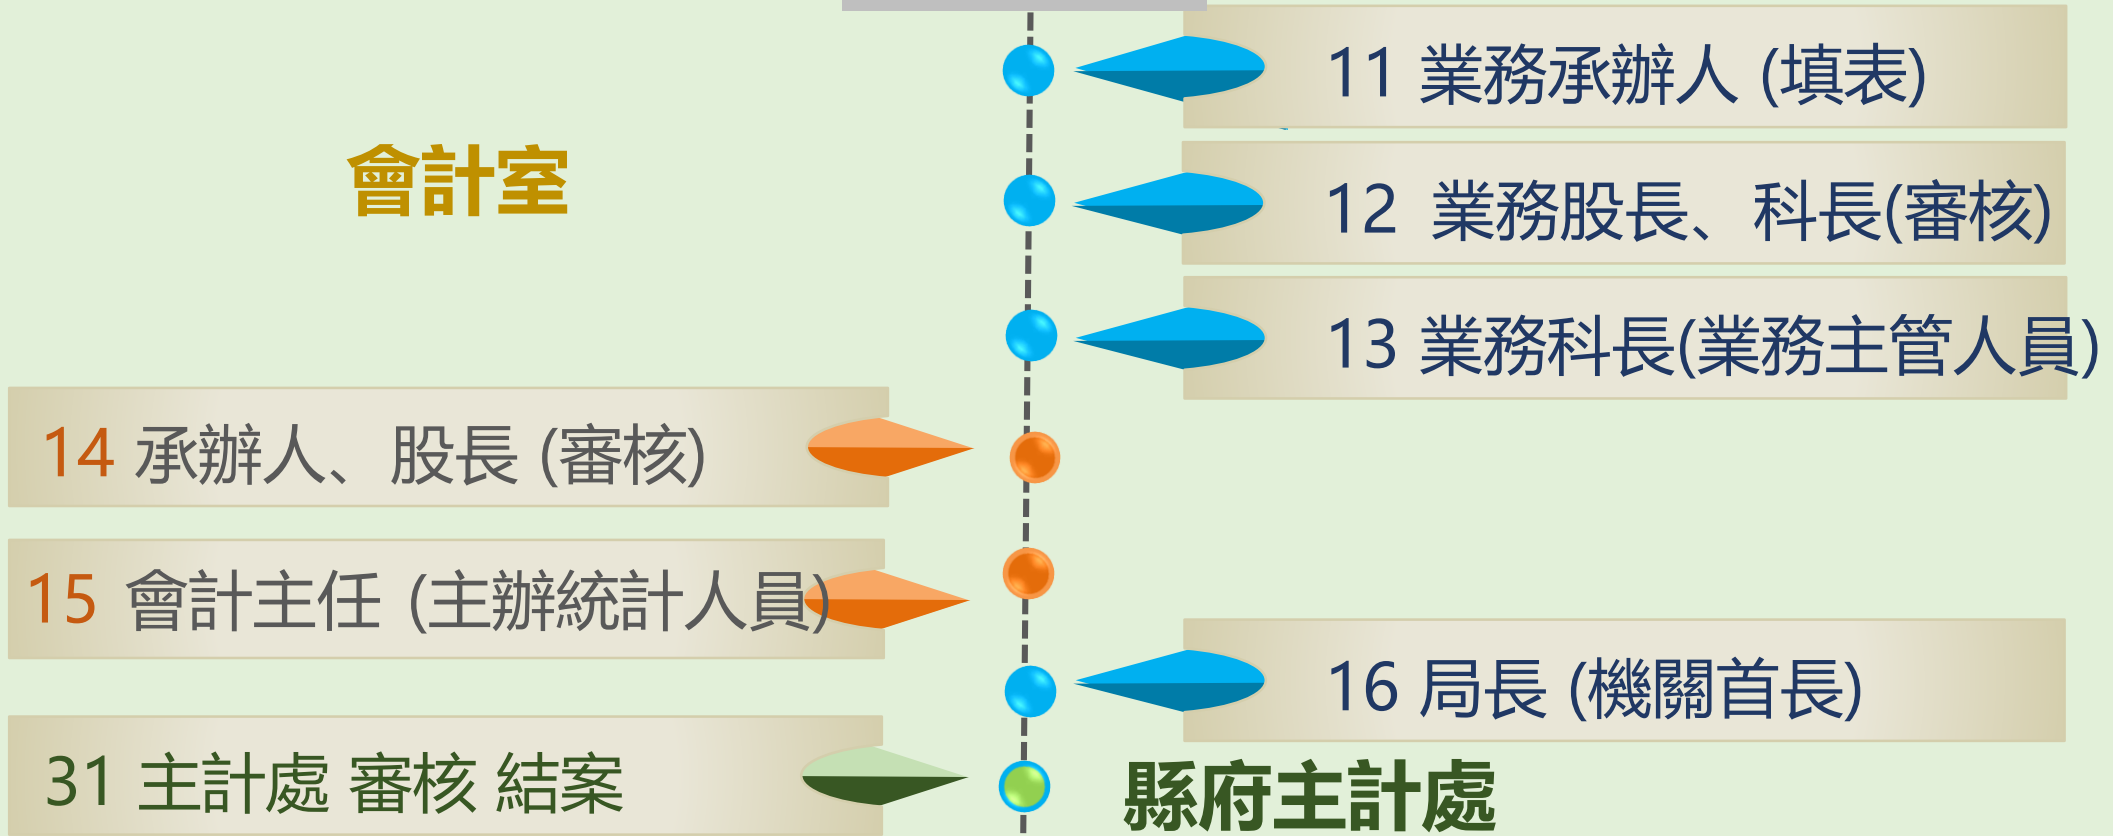 11 業務承辦人 (填表)
會計室
12 業務股長、科長(審核)
13 業務科長(業務主管人員)
14 承辦人、股長 (審核)
15 會計主任 (主辦統計人員)
16 局長 (機關首長)
31 主計處 審核 結案
縣府主計處